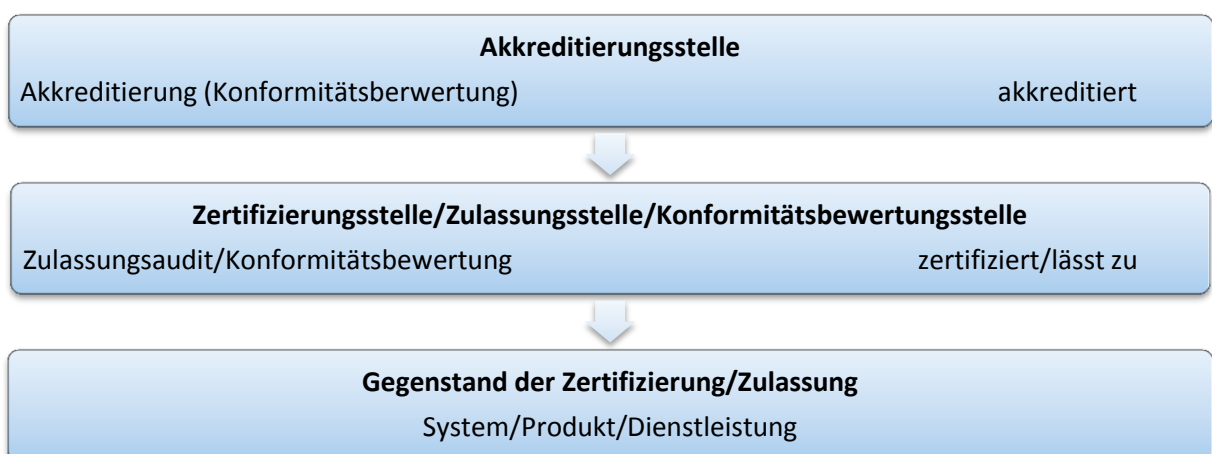 Akkreditierungsstelle
Akkreditierung (Konformitätsberwertung) akkreditiert
Zertifizierungsstelle/Zulassungsstelle/Konformitätsbewertungsstelle
Zulassungsaudit/Konformitätsbewertung zertifiziert/lässt zu
Gegenstand der Zertifizierung/Zulassung
System/Produkt/Dienstleistung